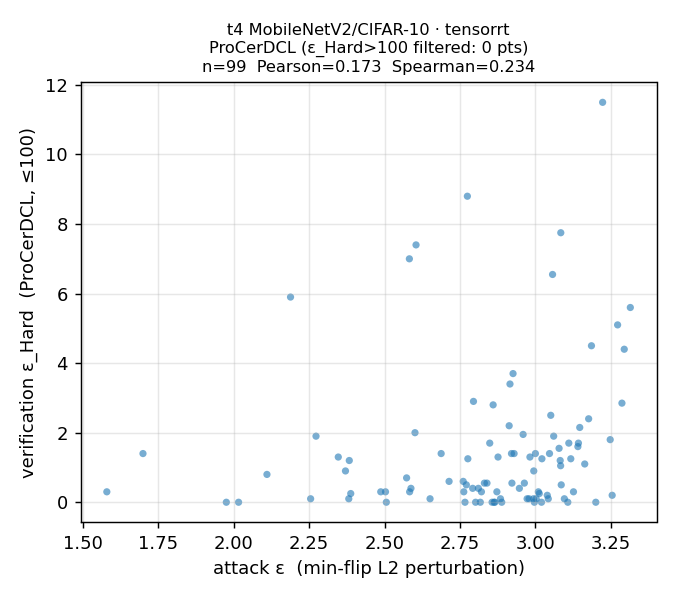 t4 MobileNetV2/CIFAR-10 · tensorrt
ProCerDCL (ε_Hard>100 filtered: 0 pts)
n=99  Pearson=0.173  Spearman=0.234
verification ε_Hard  (ProCerDCL, ≤100)
12
10
8
6
4
2
0
1.50 1.75 2.00 2.25 2.50 2.75 3.00 3.25
attack ε  (min-flip L2 perturbation)